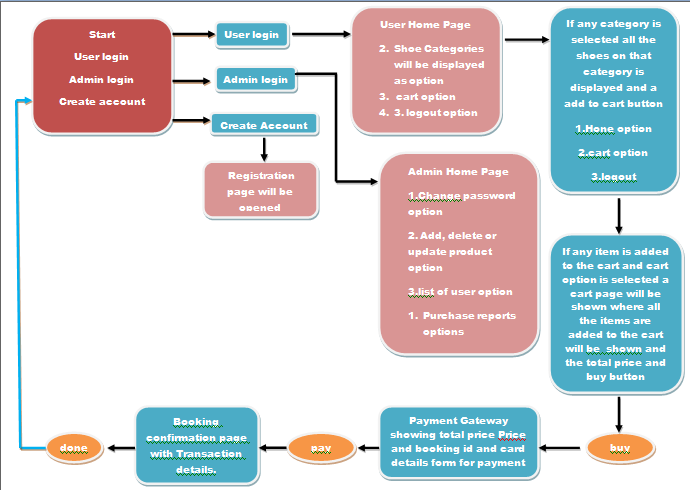 Start
User login
Admin login
Create account
User login
Admin login
Create Account
Registration
page will be
opened
User Home Page
2. Shoe Categories
will be displayed
as option
3. cart option
4. 3. logout option
Admin Home Page
1.Change password
option
2. Add, delete or
update product
option
3.list of user option
1. Purchase reports
options
If any category is
selected all the
shoes on that
category is
displayed and a
add to cart button
1.Hone option
2.cart option
3.logout
If any item is added
to the cart and cart
option is selected a
cart page will be
shown where all
the items are
added to the cart
will be shown and
the total price and
buy button
buy
Payment Gateway
showing total price Price
and booking id and card
details form for payment
pay
Booking
confirmation page
with Transaction
details.
done